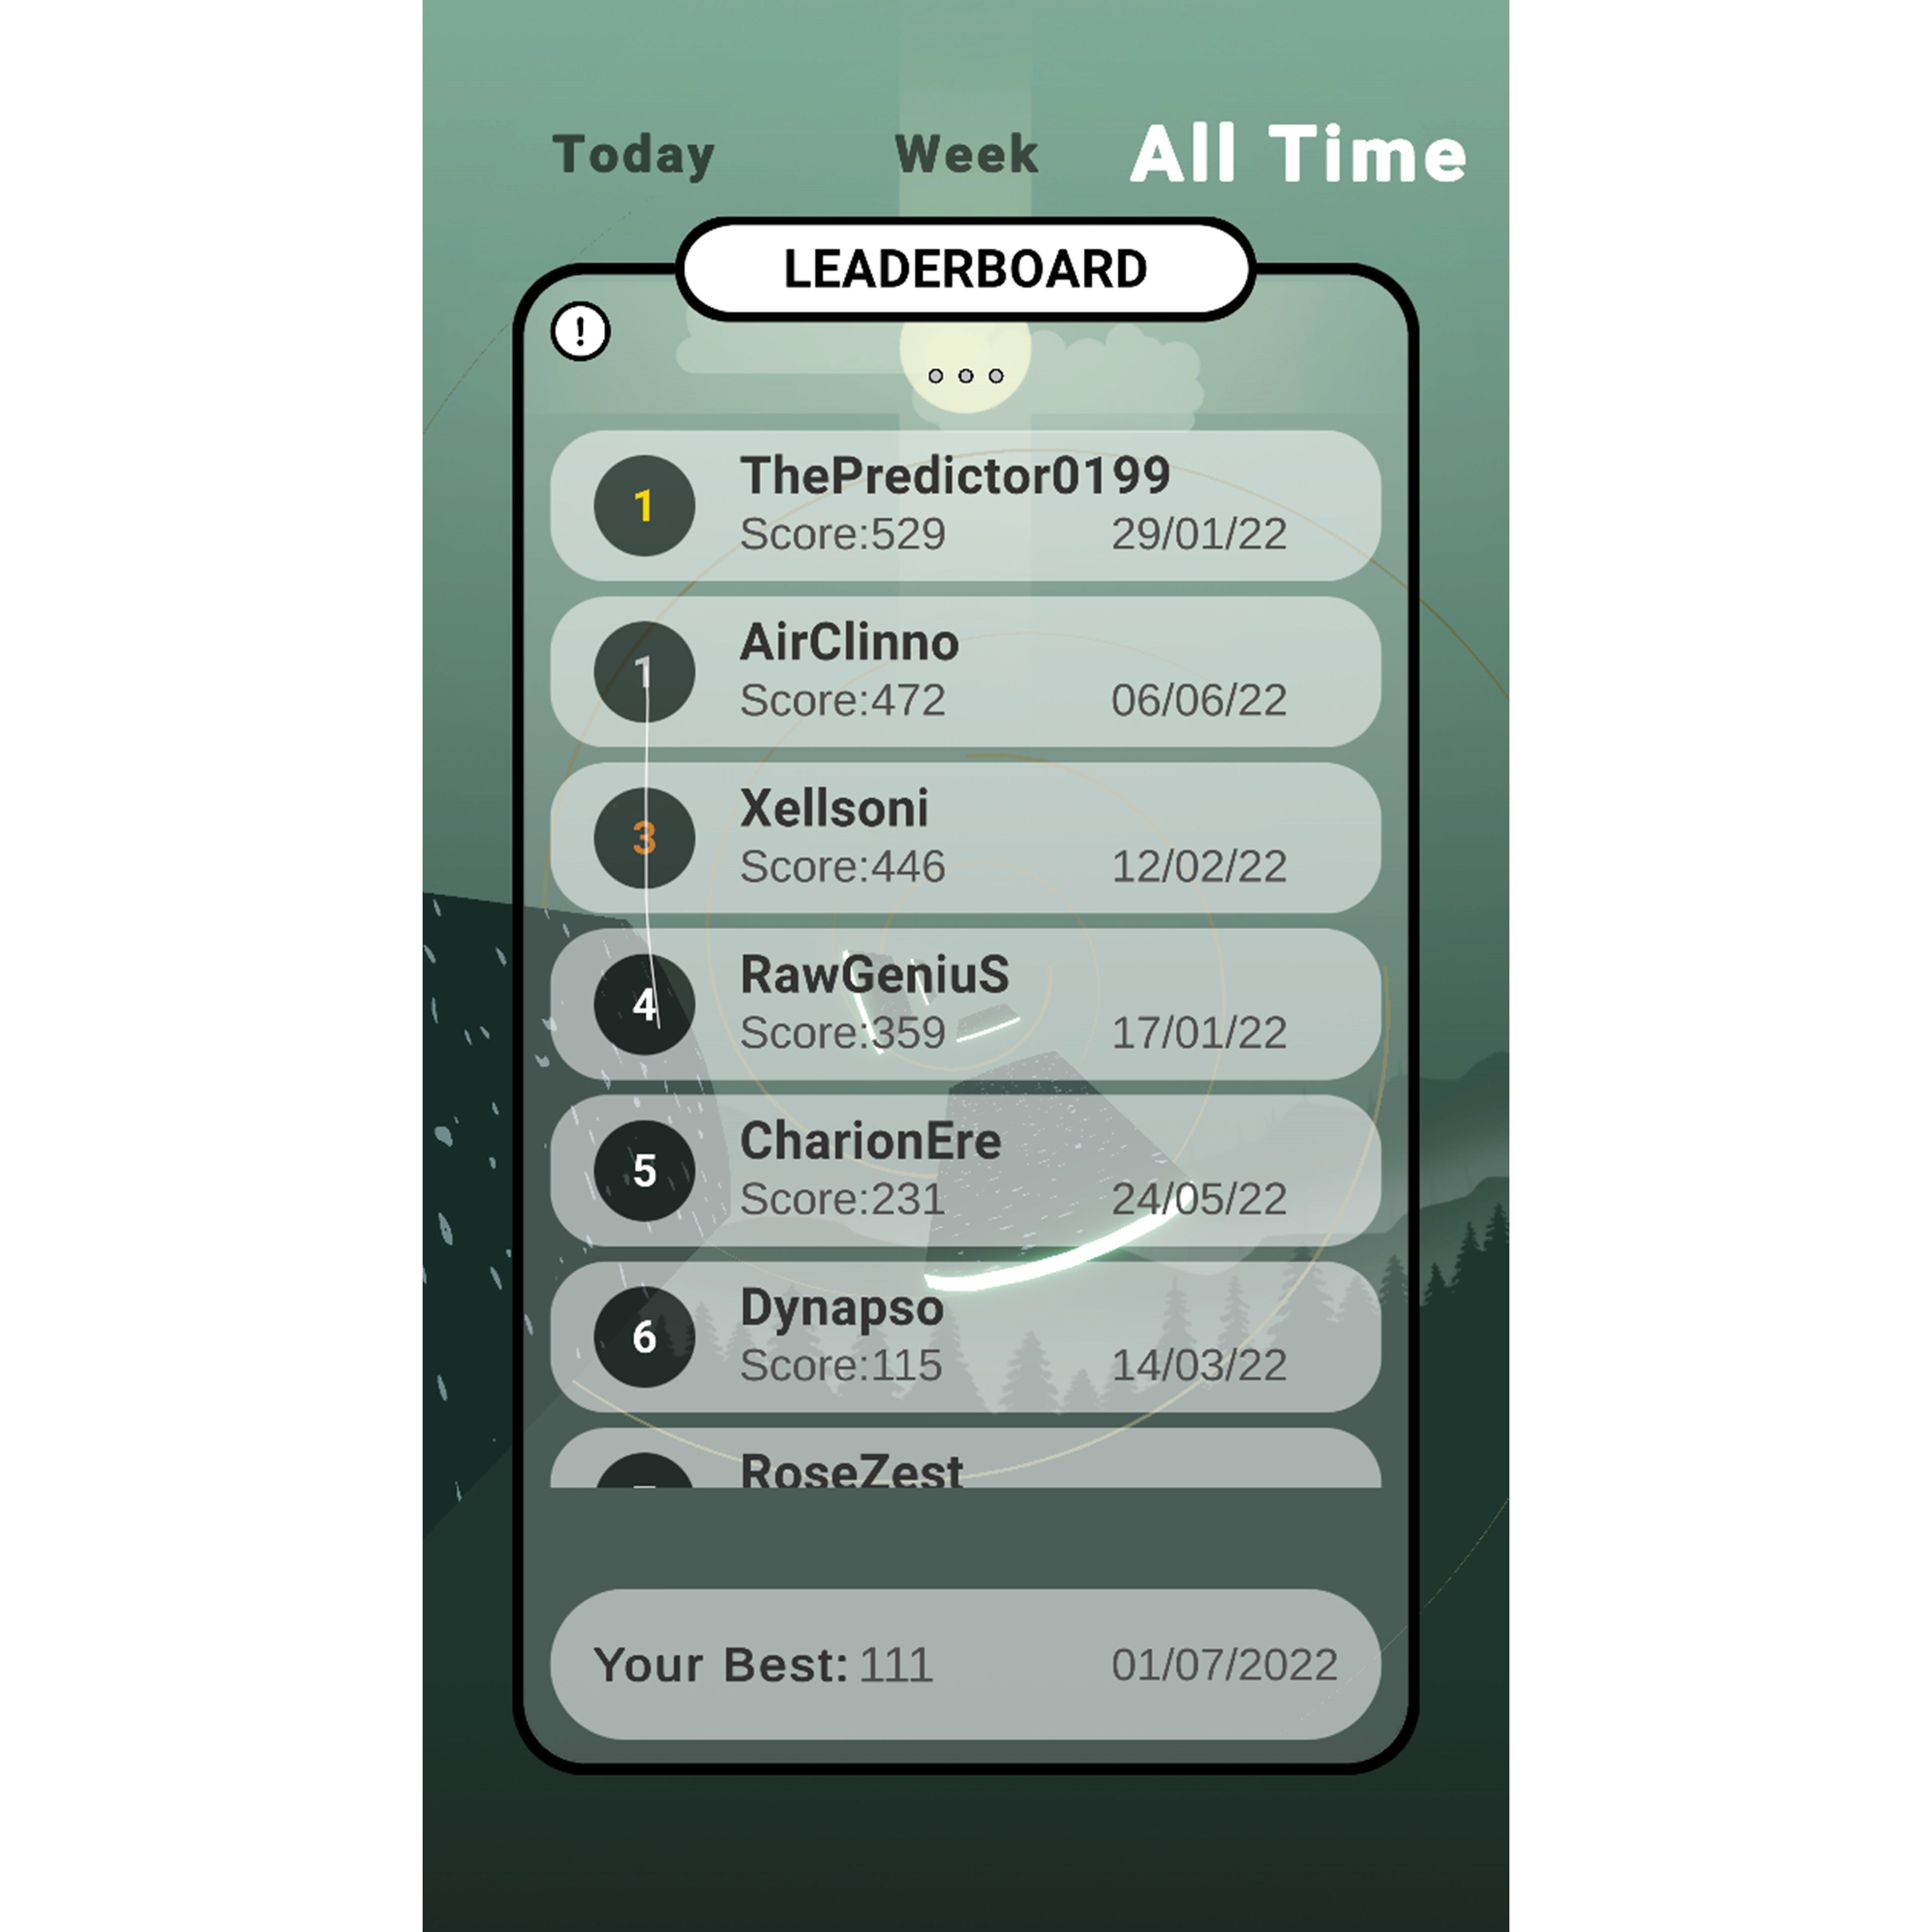 Today Week All Time
LEADERBOARD
!
1
ThePredictor0199
Score:529 29/01/22
1
AirClinno
Score:472 06/06/22
3
Xellsoni
Score:446 12/02/22
4
RawGeniuS
Score:359 17/01/22
5
CharionEre
Score:231 24/05/22
6
Dynapso
Score:115 14/03/22
RoseZest
Your Best: 111 01/07/2022